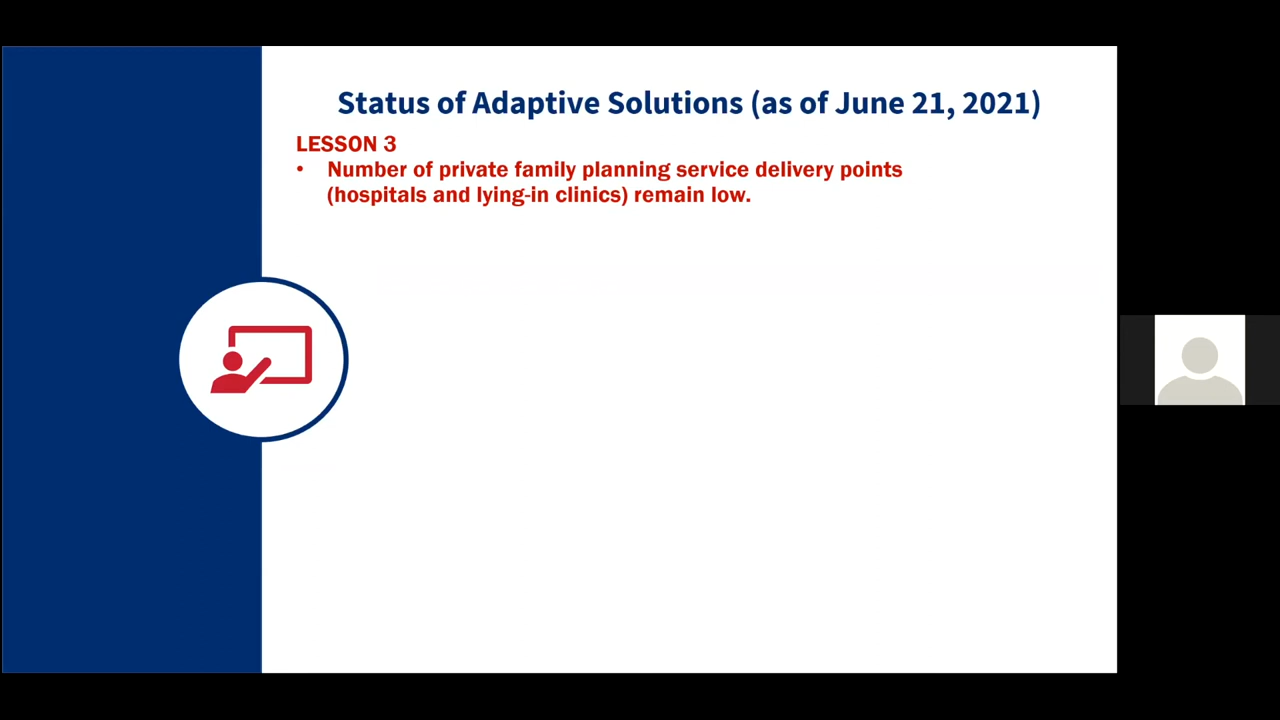 Status of Adaptive Solutions (as of June 21, 2021)
LESSON 3
• Number of private family planning service delivery points
(hospitals and lying-in clinics) remain low.